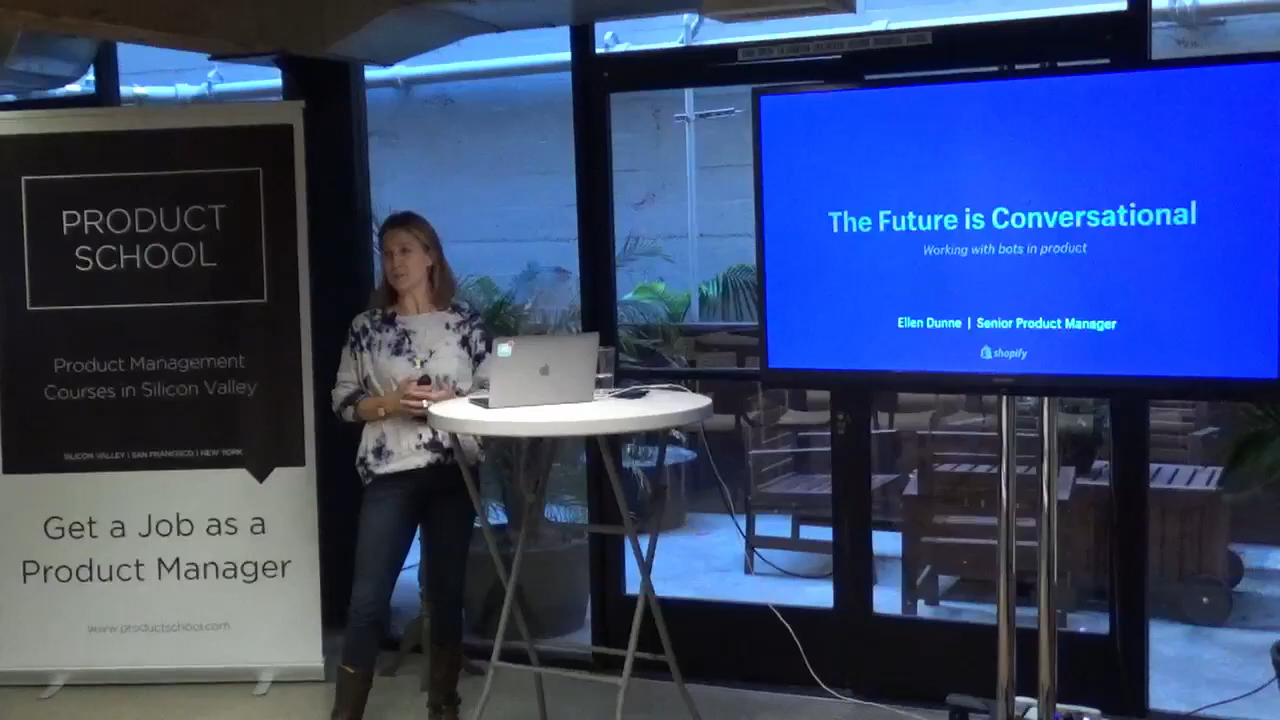 PRODUCT
SCHOOL
Product Management
Courses in Silicon Valley
SILICON VALLEY | SAN FRANCISCO | NEW YORK
Get a Job as a
Product Manager
www.productschool.com
The Future is Conversational
Working with bots in product
Ellen Dunne | Senior Product Manager
shopify